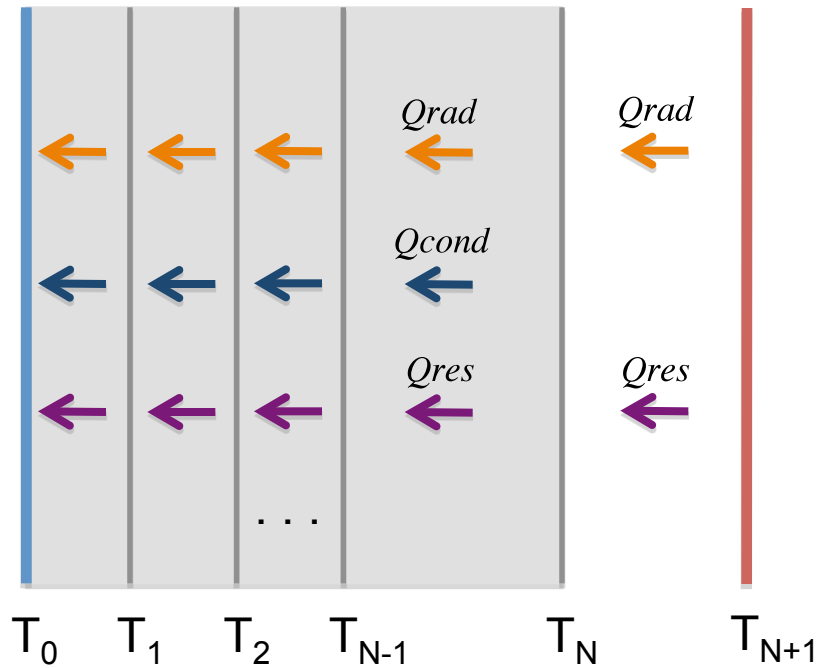 Qrad Qrad
Qcond
Qres Qres
. . .
T0 T1 T2 TN-1 TN TN+1